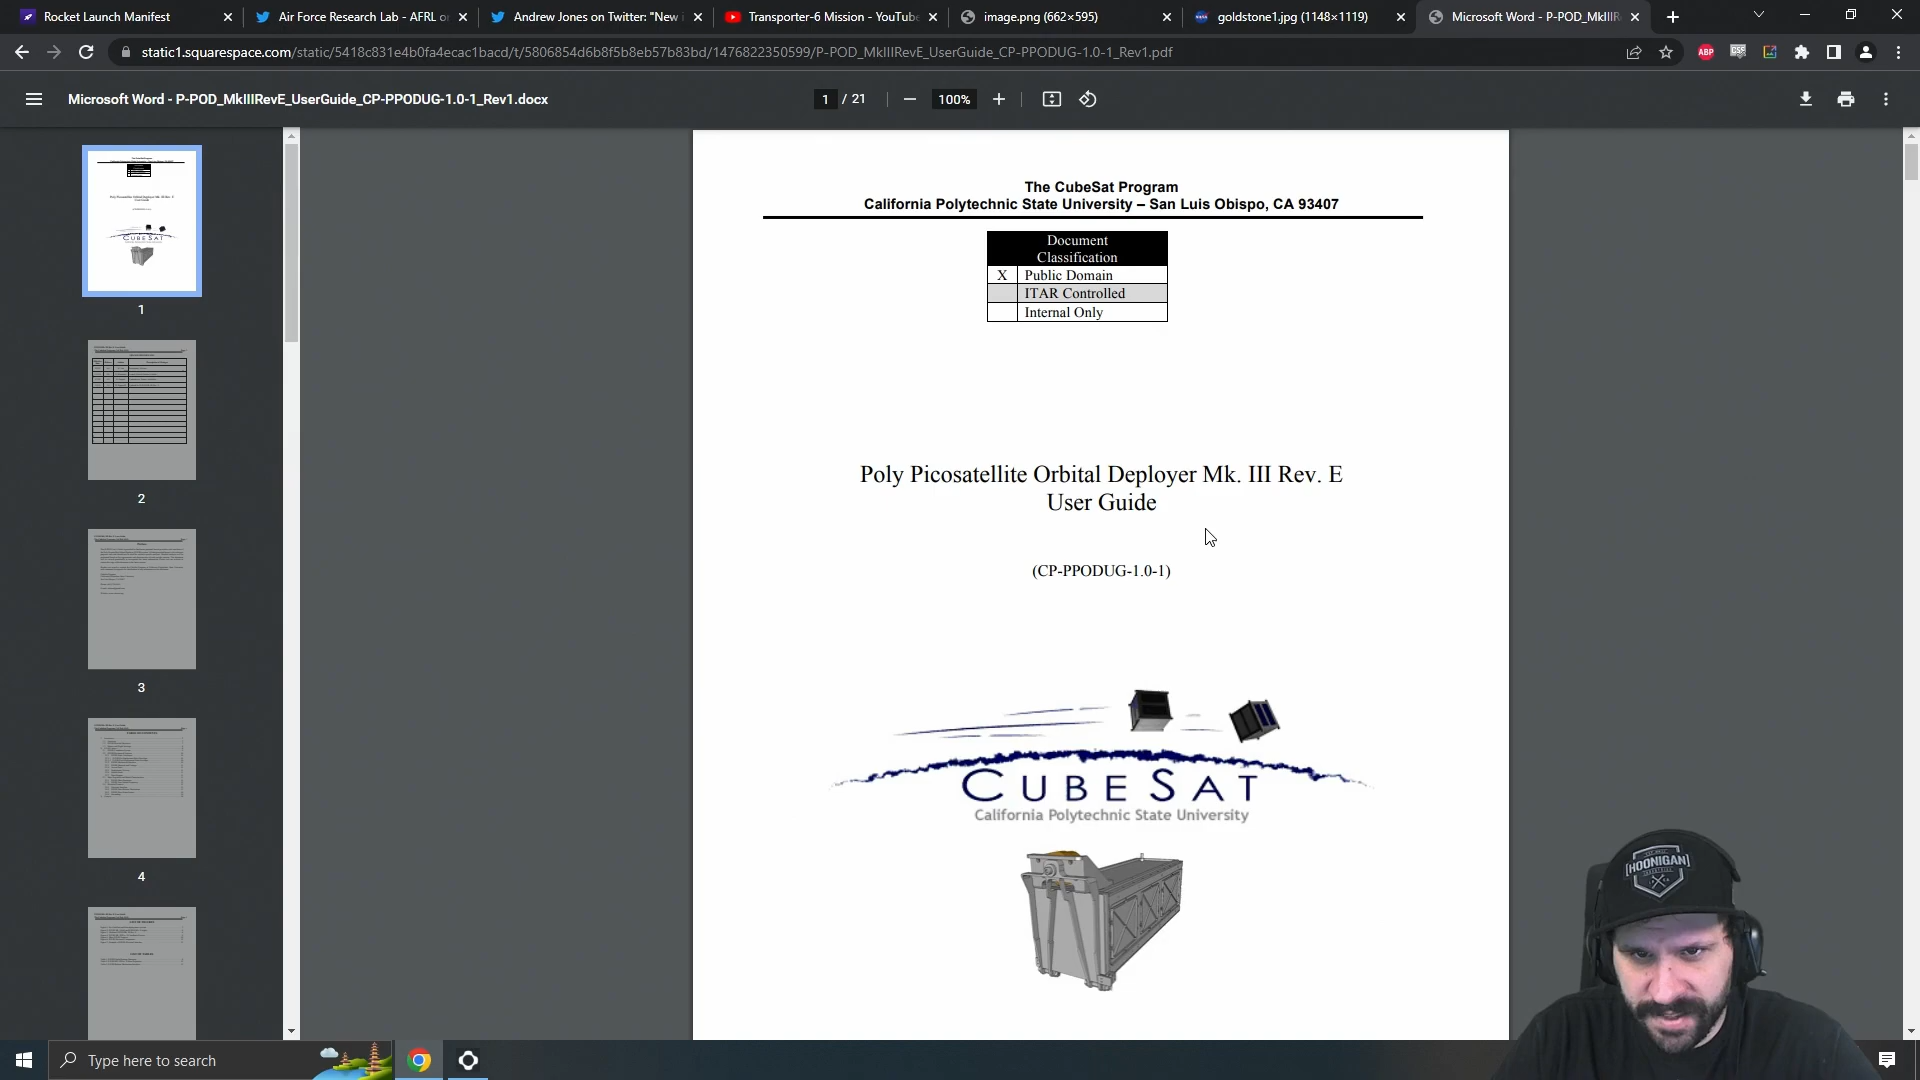 Rocket Launch Manifest
Air Force Research Lab - AFRL o
Andrew Jones on Twitter: "New i
Transporter-6 Mission - YouTube
image.png (662×595)
goldstone1.jpg (1148×1119)
Microsoft Word - P-POD_MkIIIR
static1.squarespace.com/static/5418c831e4b0fa4ecac1bacd/t/5806854d6b8f5b8eb57b83bd/1476822350599/P-POD_MkIIIRevE_UserGuide_CP-PPODUG-1.0-1_Rev1.pdf
ABP
Microsoft Word - P-POD_MkIIIRevE_UserGuide_CP-PPODUG-1.0-1_Rev1.docx
1 / 21
100%
1
2
3
4
The CubeSat Program
California Polytechnic State University – San Luis Obispo, CA 93407
Document
Classification
X Public Domain
ITAR Controlled
Internal Only
Poly Picosatellite Orbital Deployer Mk. III Rev. E
User Guide
(CP-PPODUG-1.0-1)
CUBESAT
California Polytechnic State University
HOONIGAN
Type here to search